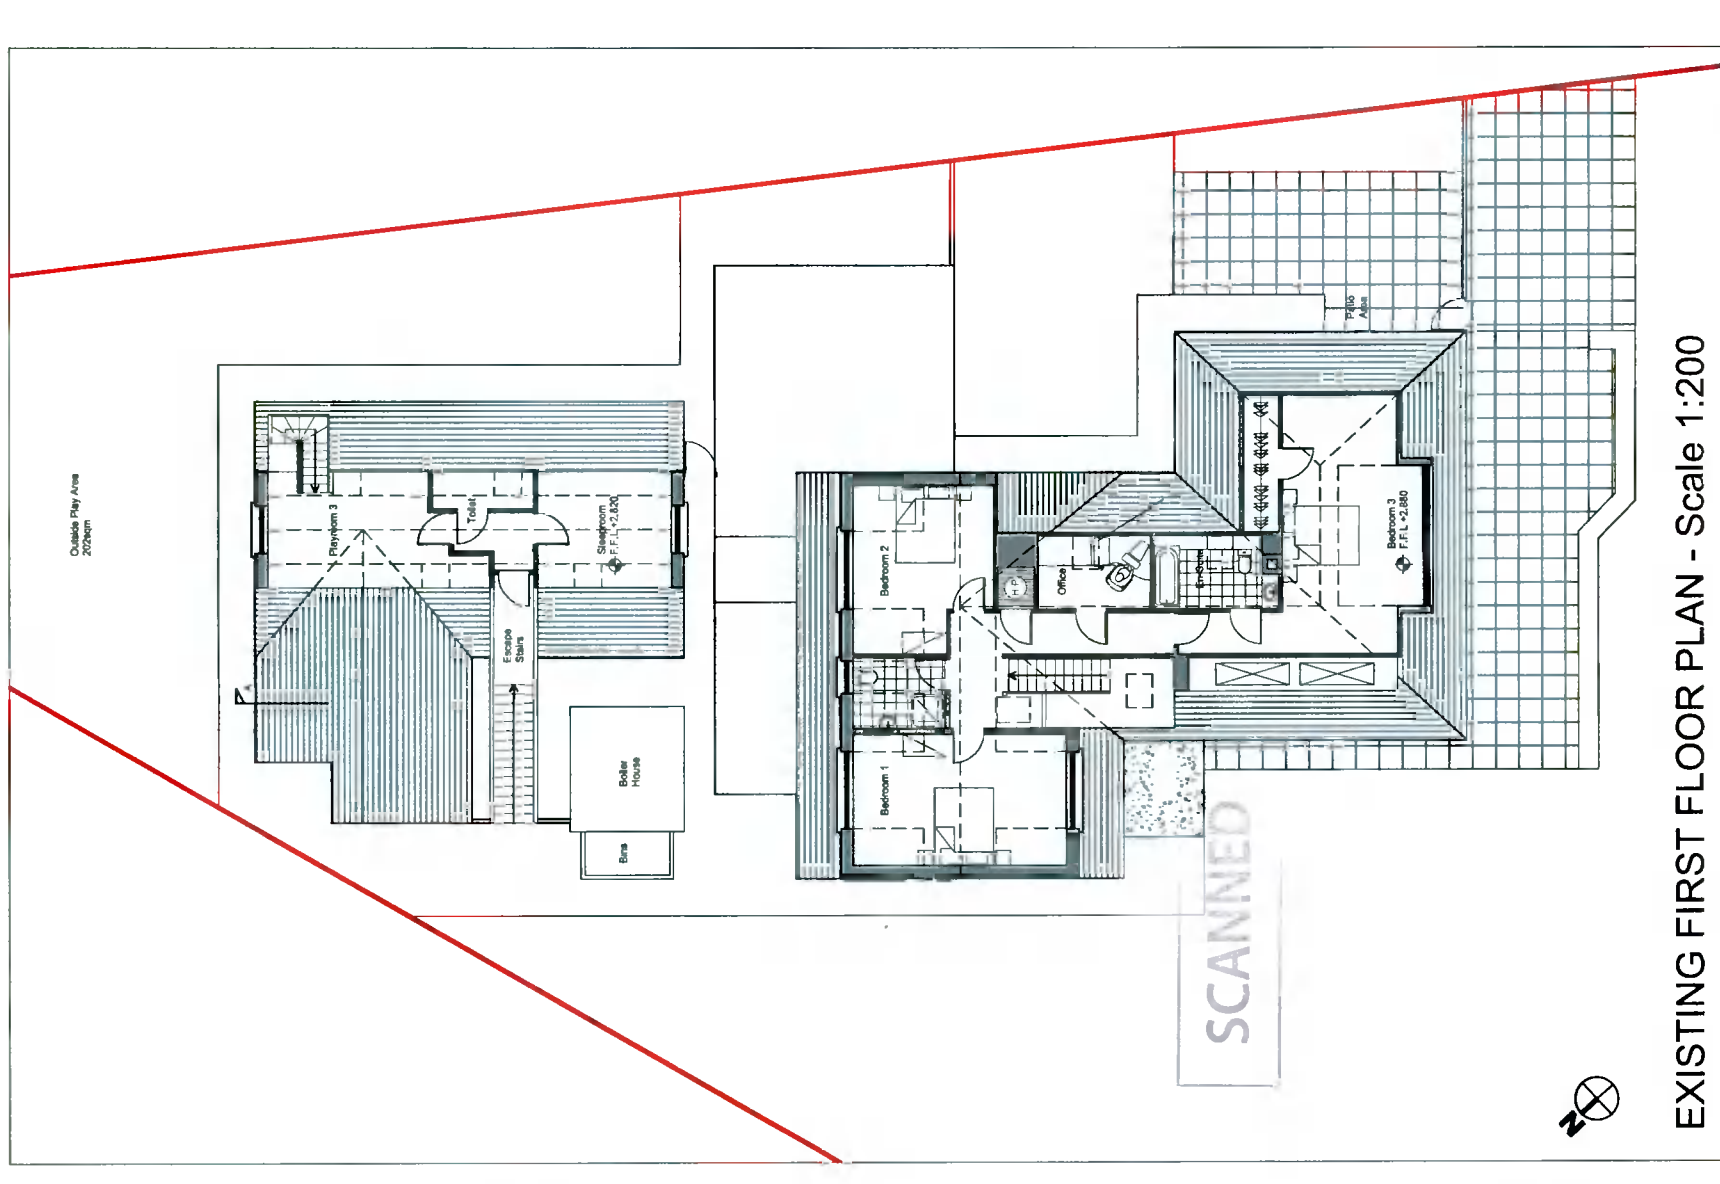 Outside Play Area
202sqm
Playroom 3
Toilet
Sleeproom
F.F.L +2.820
Escape
Stairs
Boiler
House
Bins
Bedroom 2
Bedroom 1
H.P
Office
En-Suite
Bedroom 3
F.F.L +2.880
Patio
Area
SCANNED
N
EXISTING FIRST FLOOR PLAN - Scale 1:200